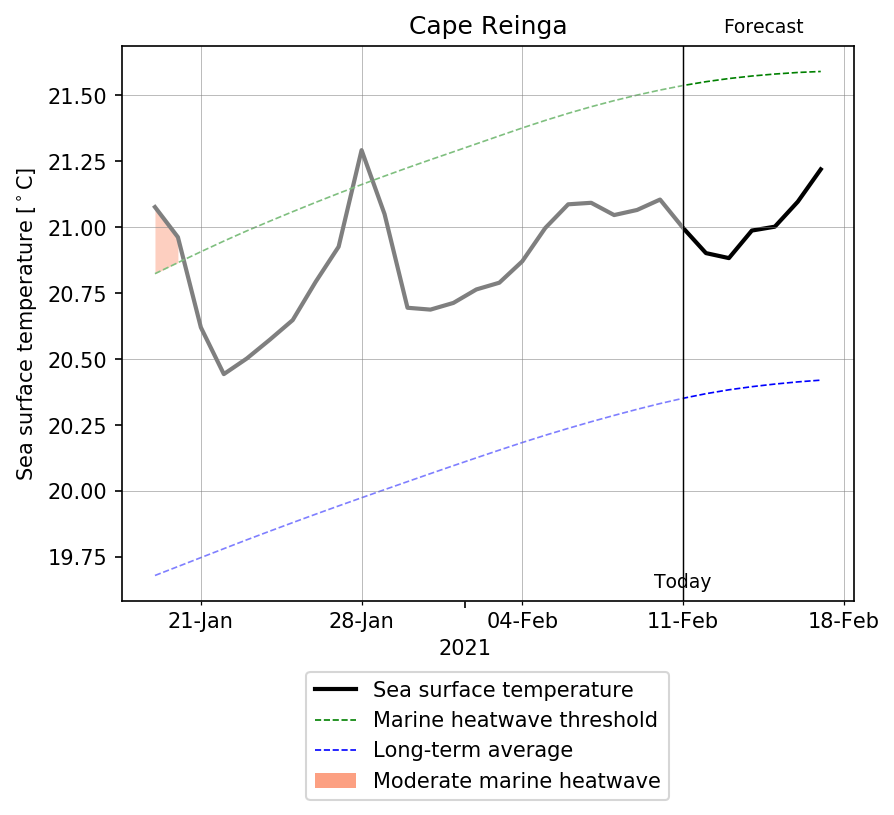 Cape Reinga
Forecast
Sea surface temperature [°C]
21.50
21.25
21.00
20.75
20.50
20.25
20.00
19.75
Today
21-Jan 28-Jan 04-Feb 11-Feb 18-Feb
2021
Sea surface temperature
Marine heatwave threshold
Long-term average
Moderate marine heatwave